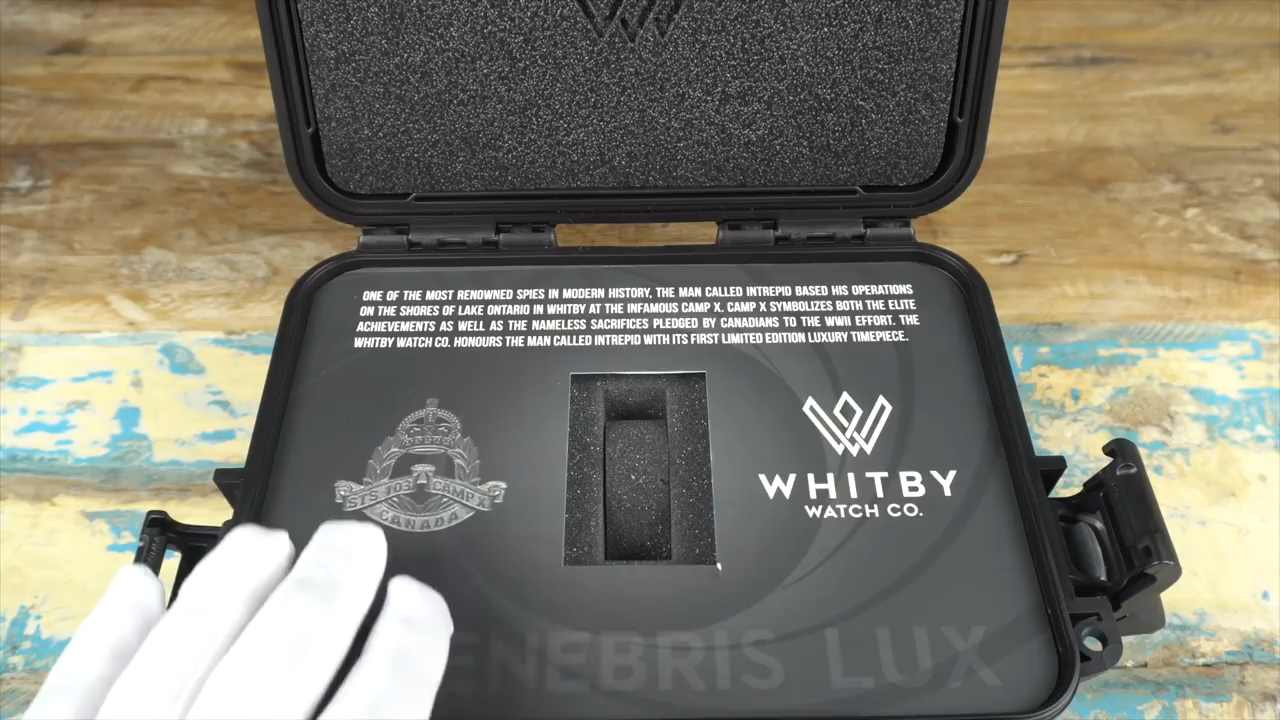 ONE OF THE MOST RENOWNED SPIES IN MODERN HISTORY, THE MAN CALLED INTREPID BASED HIS OPERATIONS
ON THE SHORES OF LAKE ONTARIO IN WHITBY AT THE INFAMOUS CAMP X. CAMP X SYMBOLIZES BOTH THE ELITE
ACHIEVEMENTS AS WELL AS THE NAMELESS SACRIFICES PLEDGED BY CANADIANS TO THE WWII EFFORT. THE
WHITBY WATCH CO. HONOURS THE MAN CALLED INTREPID WITH ITS FIRST LIMITED EDITION LUXURY TIMEPIECE.
STS 103 CAMP X
CANADA
WHITBY
WATCH CO.
ENEBRIS LUX